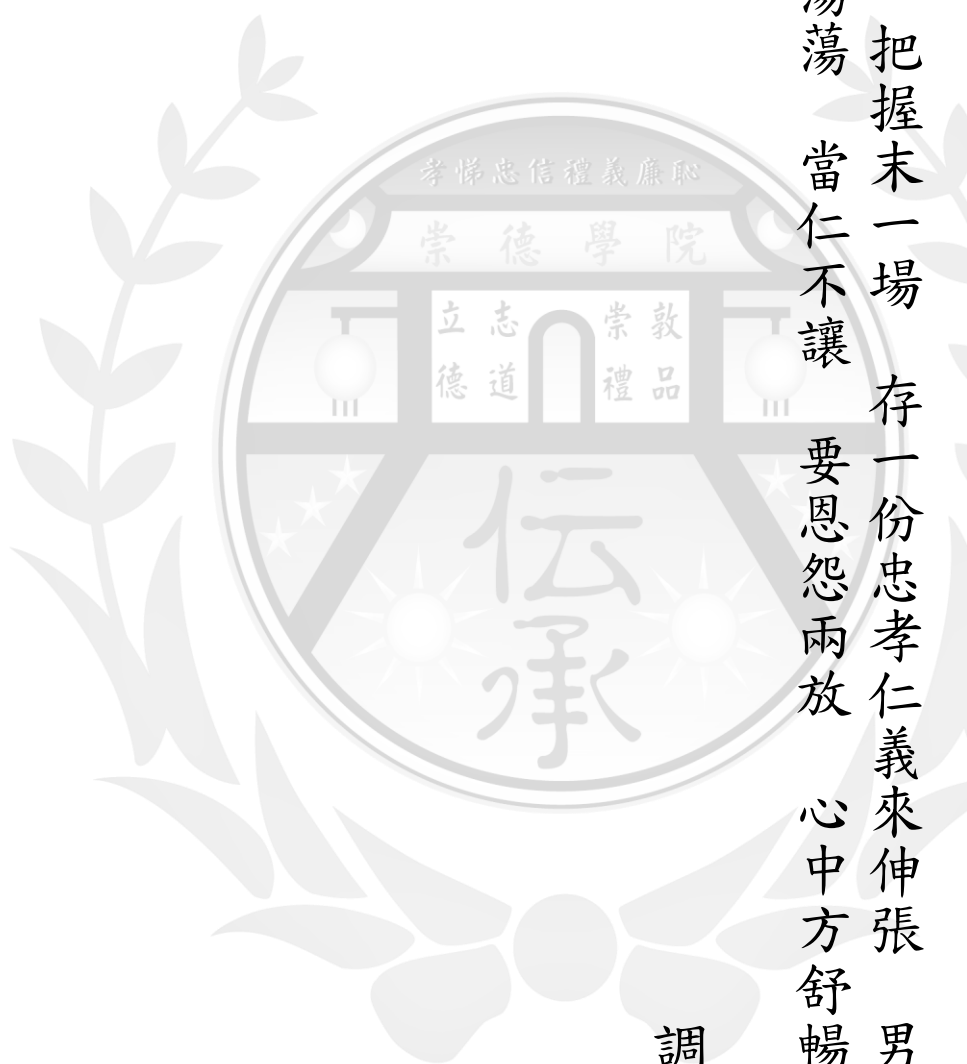 把握末一場　存一份忠孝仁義來伸張　男
蕩　當仁不讓　要恩怨兩放　心中方舒暢
調
孝悌忠信禮義廉恥
崇德學院
立志 崇敦
德道 禮品
伝承